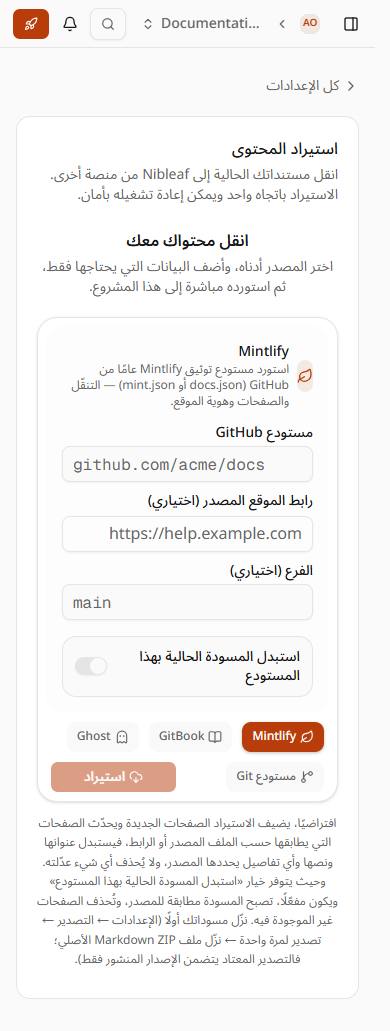 Documentati...
AO
كل الإعدادات
استيراد المحتوى
انقل مستنداتك الحالية إلى Nibleaf من منصة أخرى.
الاستيراد باتجاه واحد ويمكن إعادة تشغيله بأمان.
انقل محتواك معك
اختر المصدر أدناه، وأضف البيانات التي يحتاجها فقط،
ثم استورده مباشرة إلى هذا المشروع.
Mintlify
استورد مستودع توثيق Mintlify عامًا من
GitHub (docs.json أو mint.json) — التنقّل
والصفحات وهوية الموقع.
مستودع GitHub
github.com/acme/docs
رابط الموقع المصدر (اختياري)
https://help.example.com
الفرع (اختياري)
main
استبدل المسودة الحالية بهذا
المستودع
Mintlify
GitBook
Ghost
مستودع Git
استيراد
افتراضيًا، يضيف الاستيراد الصفحات الجديدة ويحدّث الصفحات
التي يطابقها حسب الملف المصدر أو الرابط، فيستبدل عنوانها
ونصها وأي تفاصيل يحددها المصدر، ولا يُحذف أي شيء عدّلته.
وحيث يتوفر خيار «استبدل المسودة الحالية بهذا المستودع»
ويكون مفعّلًا، تصبح المسودة مطابقة للمصدر، وتُحذف الصفحات
غير الموجودة فيه. نزّل مسوداتك أولًا (الإعدادات ← التصدير ←
تصدير لمرة واحدة ← نزّل ملف Markdown ZIP الأصلي؛
فالتصدير المعتاد يتضمن الإصدار المنشور فقط).